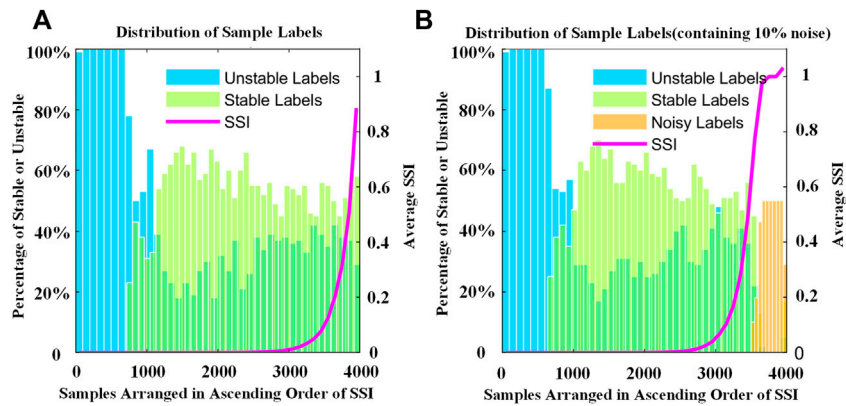 A
Distribution of Sample Labels
Percentage of Stable or Unstable
100%
80%
60%
40%
20%
0
Unstable Labels
Stable Labels
SSI
1
0.8
0.6
0.4
0.2
0
Average SSI
0 1000 2000 3000 4000
Samples Arranged in Ascending Order of SSI
B
Distribution of Sample Labels(containing 10% noise)
Percentage of Stable or Unstable
100%
80%
60%
40%
20%
0
Unstable Labels
Stable Labels
Noisy Labels
SSI
1
0.8
0.6
0.4
0.2
0
Average SSI
0 1000 2000 3000 4000
Samples Arranged in Ascending Order of SSI